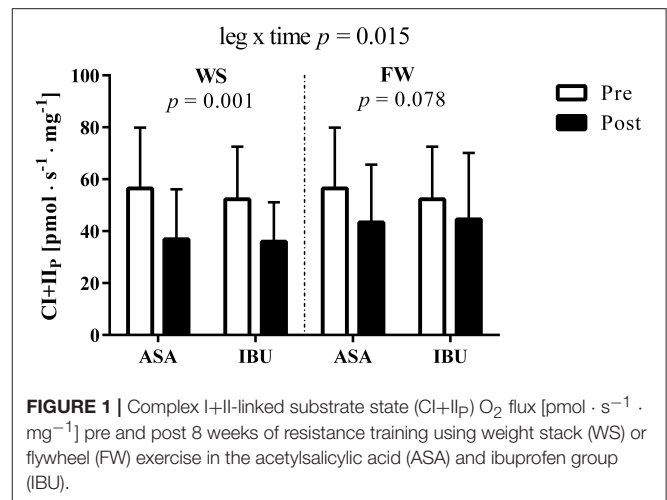 leg x time p = 0.015
WS
p = 0.001
FW
p = 0.078
Pre
Post
CI+IIP [pmol · s-1 · mg-1]
100
80
60
40
20
0
ASA
IBU
ASA
IBU
FIGURE 1 | Complex I+II-linked substrate state (CI+IIP) O2 flux [pmol · s−1 ·
mg−1] pre and post 8 weeks of resistance training using weight stack (WS) or
flywheel (FW) exercise in the acetylsalicylic acid (ASA) and ibuprofen group
(IBU).